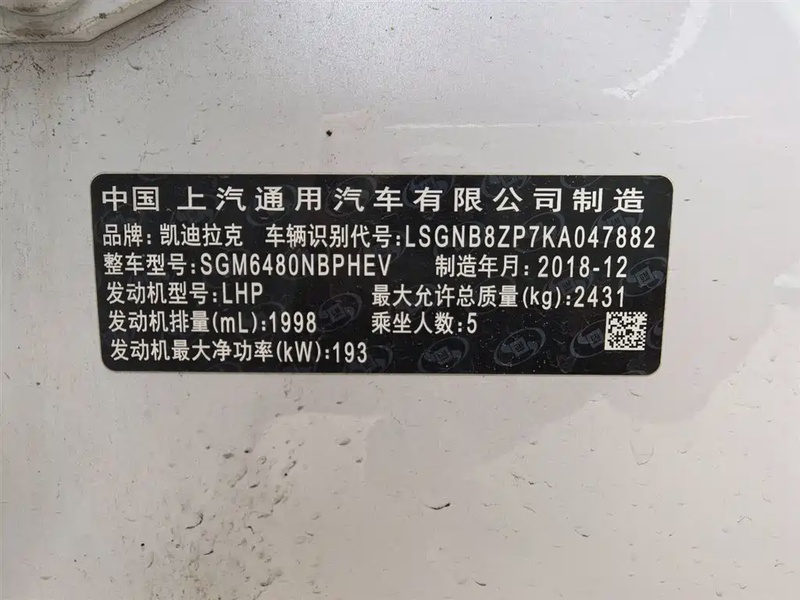 中国 上汽通用汽车有限公司制造
品牌: 凯迪拉克 车辆识别代号:LSGNB8ZP7KA047882
整车型号:SGM6480NBPHEV 制造年月: 2018-12
发动机型号:LHP 最大允许总质量(kg):2431
发动机排量(mL):1998 乘坐人数:5
发动机最大净功率(kW):193